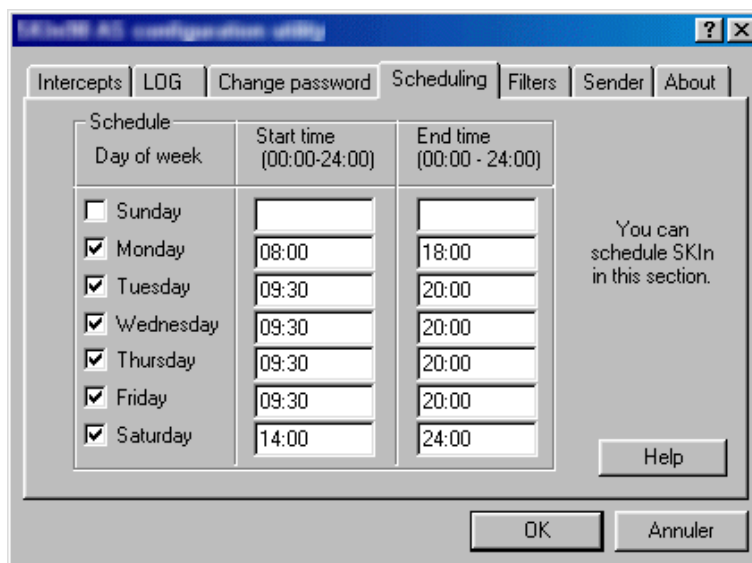 Intercepts LOG Change password Scheduling Filters Sender About
Schedule
Day of week
Start time
(00:00-24:00)
End time
(00:00 - 24:00)
Sunday
Monday 08:00 18:00
Tuesday 09:30 20:00
Wednesday 09:30 20:00
Thursday 09:30 20:00
Friday 09:30 20:00
Saturday 14:00 24:00
You can
schedule SKIn
in this section.
Help
OK Annuler